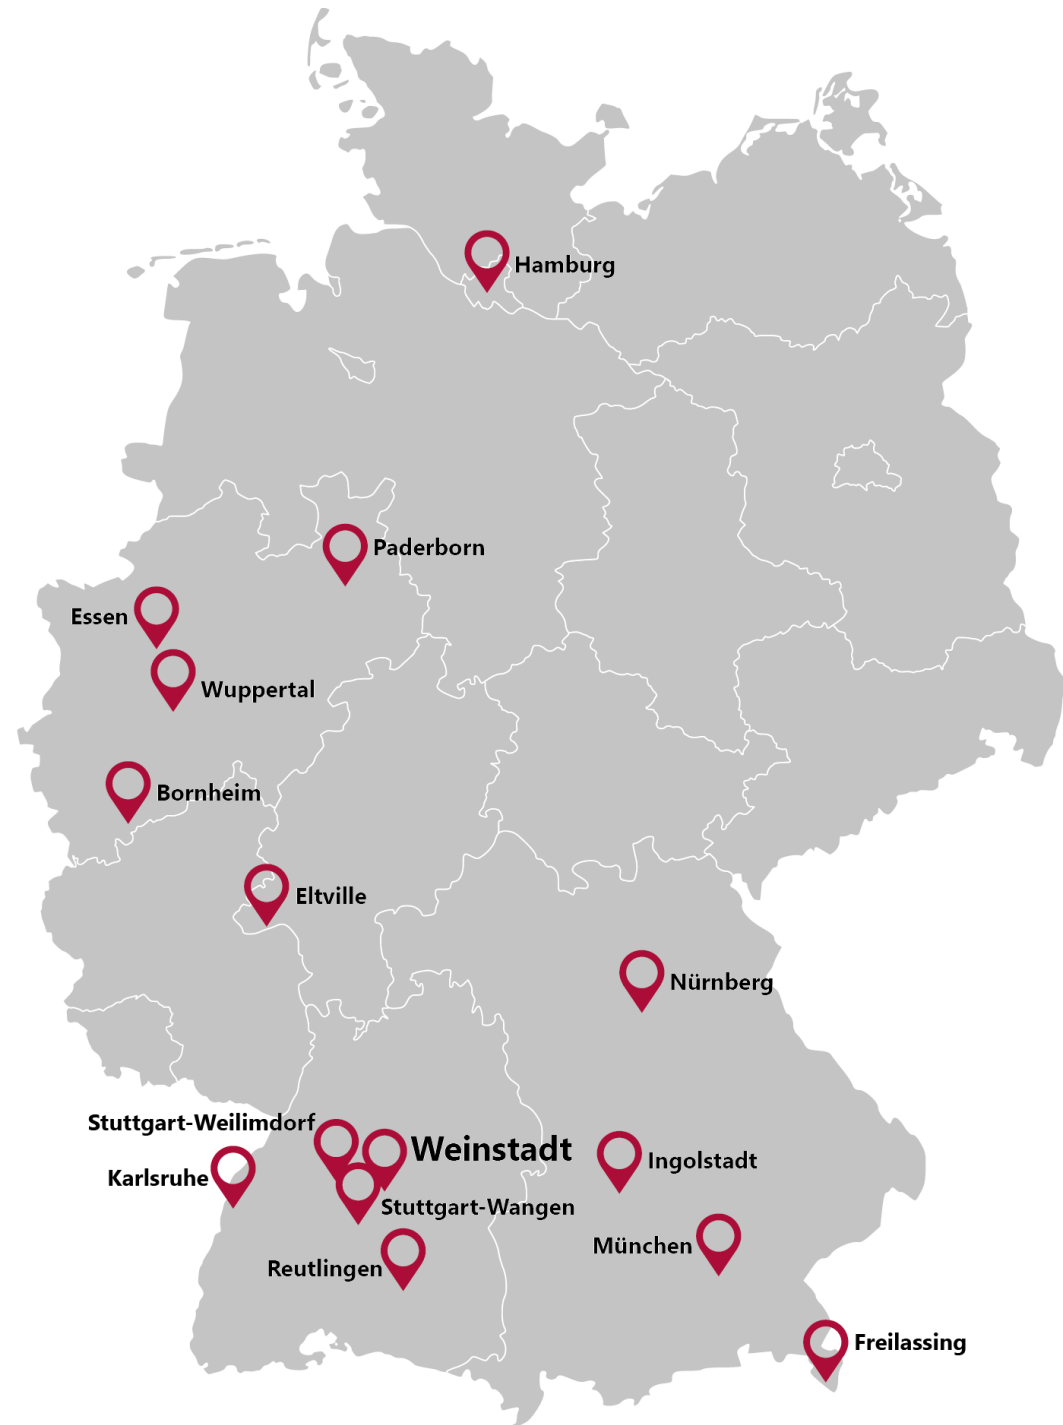 Hamburg
Paderborn
Essen
Wuppertal
Bornheim
Eltville
Nürnberg
Stuttgart-Weilimdorf
Weinstadt
Ingolstadt
Karlsruhe
Stuttgart-Wangen
München
Reutlingen
Freilassing